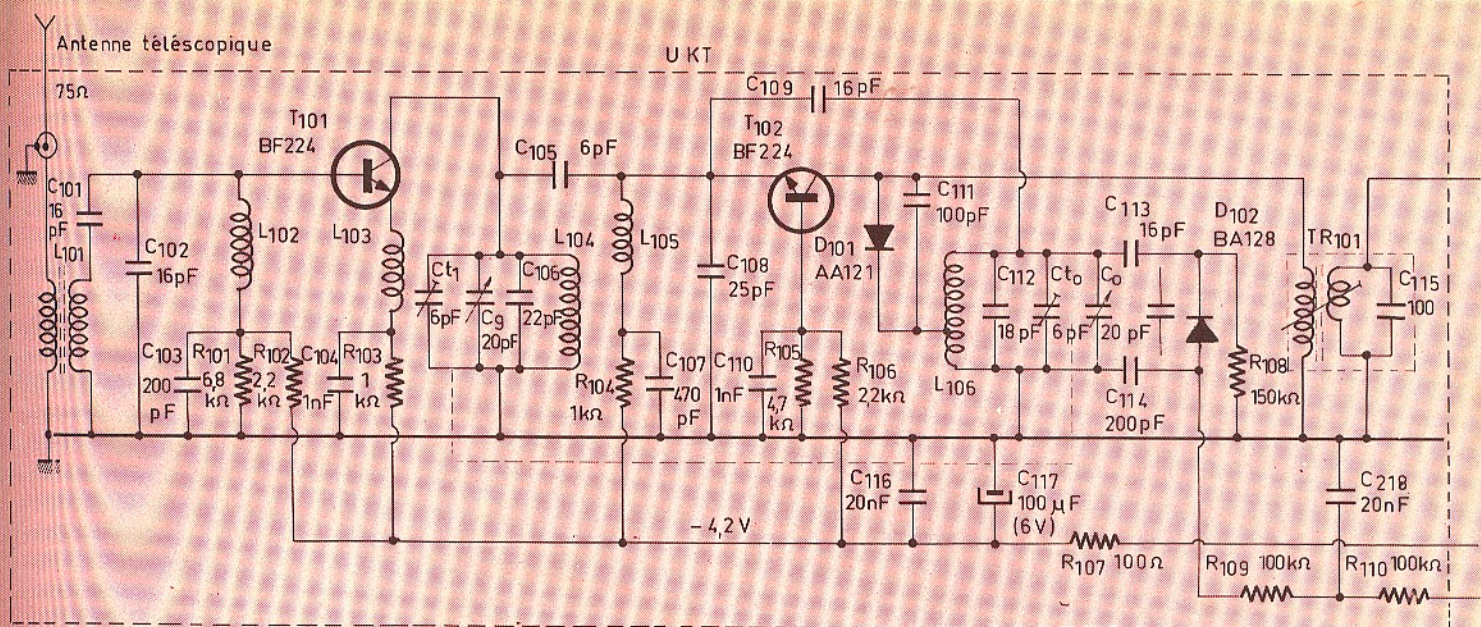 Antenne téléscopique
UKT
75Ω
T101
BF224
C109
16pF
T102
BF224
C105
6pF
C101
16
pF
L101
C102
16pF
L102
L103
Ct1
6pF
Cg
20pF
C106
22pF
L104
L105
C108
25pF
D101
AA121
C111
100pF
C113
16pF
D102
BA128
TR101
C115
100
C112
18pF
Cto
6pF
Co
20pF
C103
200
pF
R101
6,8
kΩ
R102
2,2
kΩ
C104
1nF
R103
1
kΩ
R104
1kΩ
C107
470
pF
C110
1nF
R105
4,7
kΩ
R106
2,2kΩ
L106
C114
200pF
R108
150kΩ
C116
20nF
C117
100µF
(6V)
C218
20nF
-4,2V
R107 100Ω
R109 100kΩ
R110 100kΩ